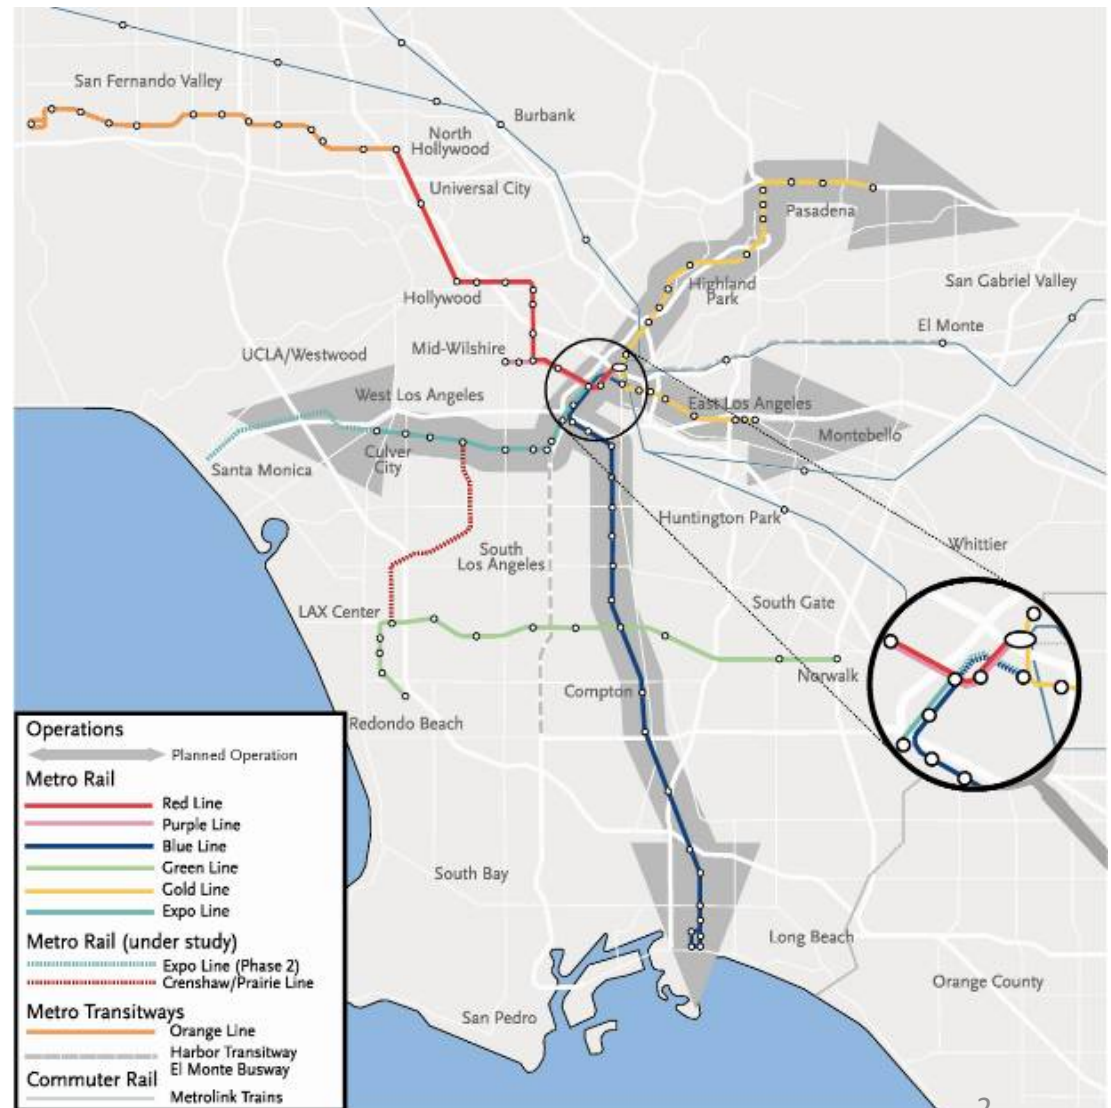 San Fernando Valley
Burbank
North
Hollywood
Universal City
Pasadena
Hollywood
Highland
Park
San Gabriel Valley
El Monte
Mid-Wilshire
UCLA/Westwood
West Los Angeles
East Los Angeles
Montebello
Culver
City
Santa Monica
Huntington Park
Whittier
South
Los Angeles
LAX Center
South Gate
Norwalk
Compton
Redondo Beach
South Bay
Long Beach
Orange County
San Pedro
Operations
Planned Operation
Metro Rail
Red Line
Purple Line
Blue Line
Green Line
Gold Line
Expo Line
Metro Rail (under study)
Expo Line (Phase 2)
Crenshaw/Prairie Line
Metro Transitways
Orange Line
Harbor Transitway
El Monte Busway
Commuter Rail
Metrolink Trains